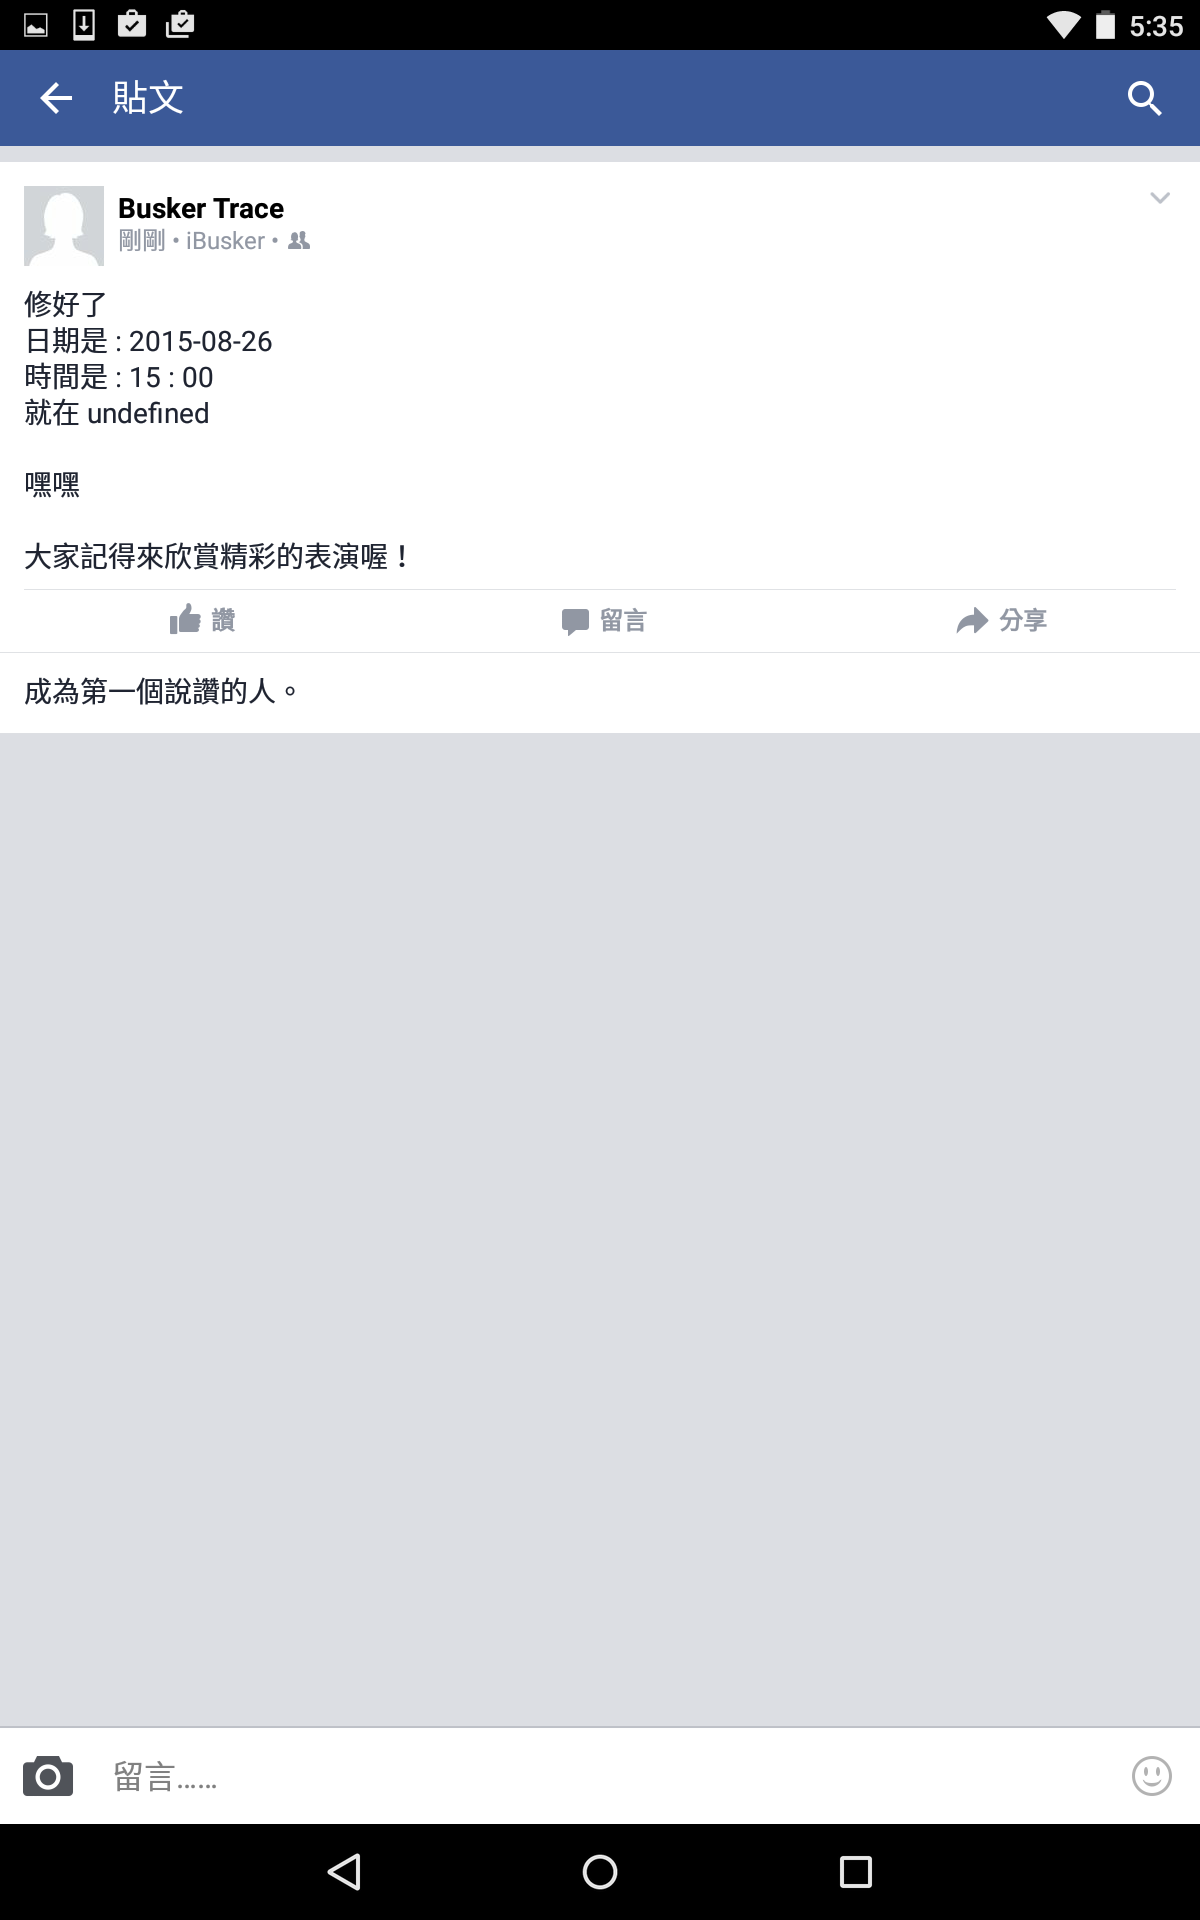 5:35
貼文
Busker Trace
剛剛 • iBusker •
修好了
日期是 : 2015-08-26
時間是 : 15 : 00
就在 undefined
嘿嘿
大家記得來欣賞精彩的表演喔！
讚 留言 分享
成為第一個說讚的人。
留言......